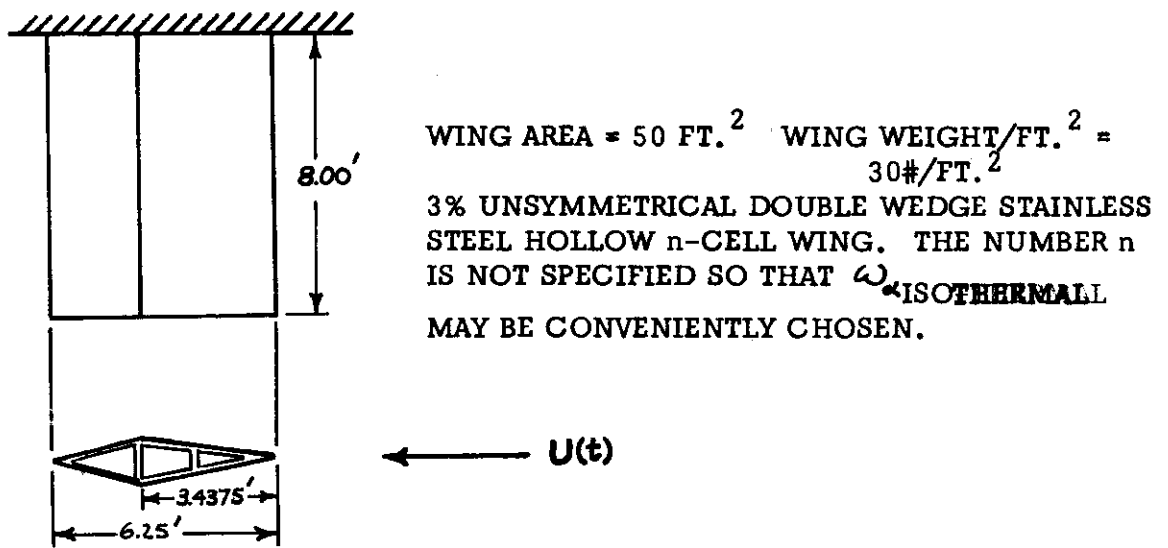 8.00'
WING AREA = 50 FT.² WING WEIGHT/FT.² =
30#/FT.²
3% UNSYMMETRICAL DOUBLE WEDGE STAINLESS
STEEL HOLLOW n-CELL WING. THE NUMBER n
IS NOT SPECIFIED SO THAT ω
αISOTHERMALL
MAY BE CONVENIENTLY CHOSEN.
U(t)
3.4375'
6.25'